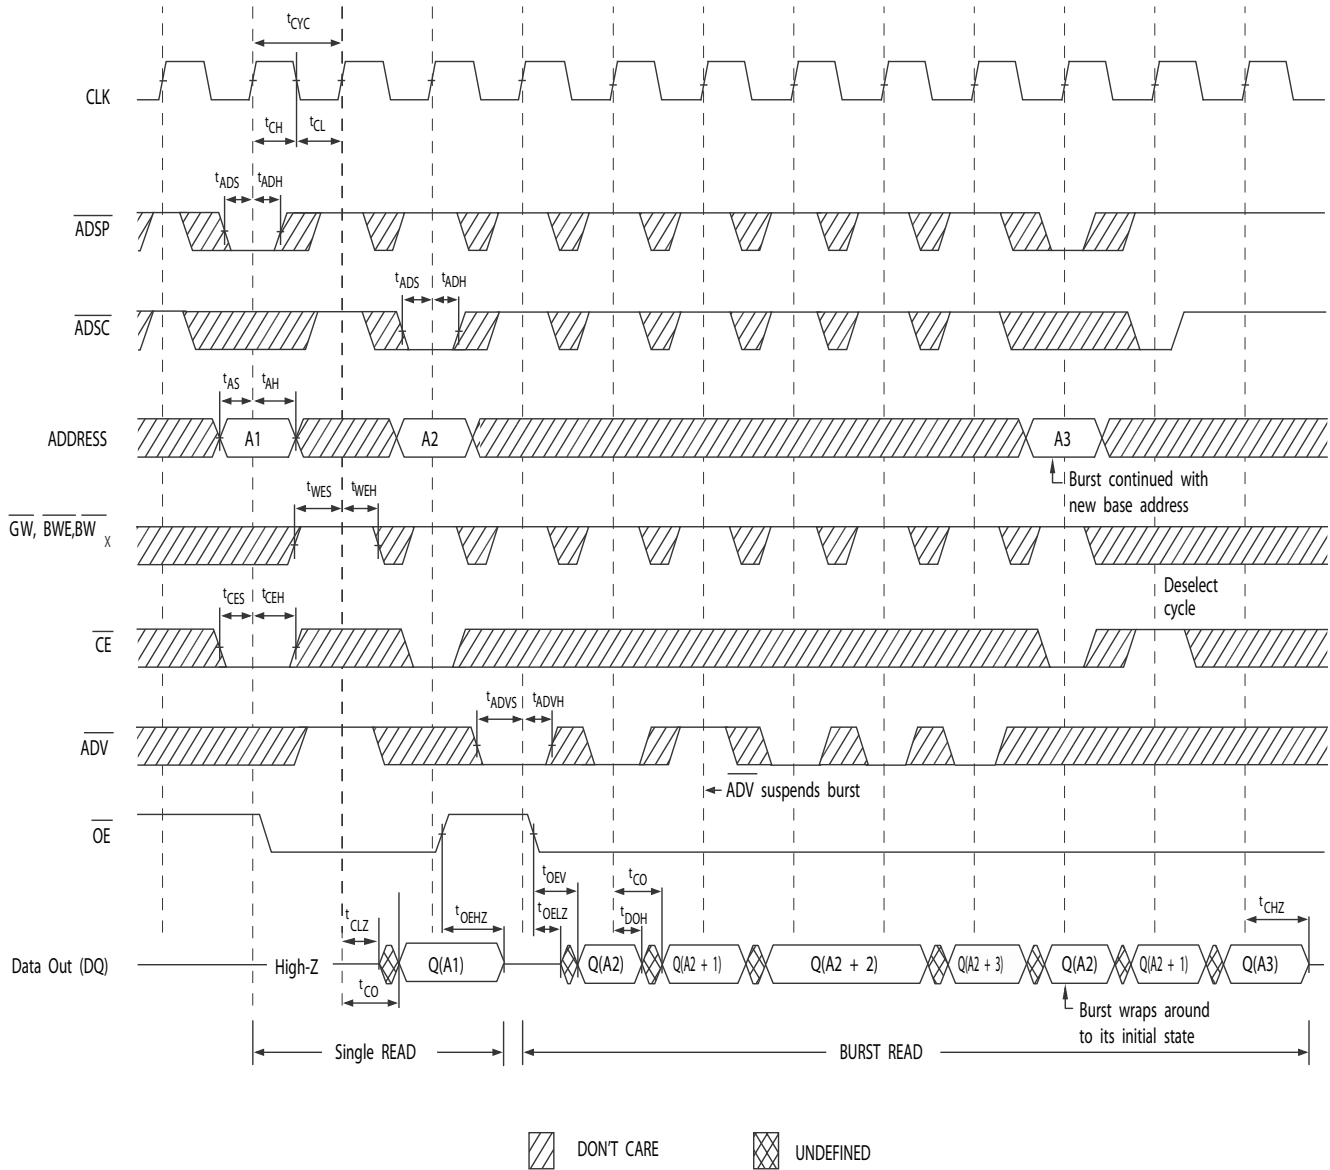 tCYC
CLK
tCH
tCL
tADS
tADH
ADSP
tADS
tADH
ADSC
tAS
tAH
ADDRESS
A1
A2
A3
Burst continued with
new base address
tWES
tWEH
GW, BWE,BW X
Deselect
cycle
tCES
tCEH
CE
tADVS
tADVH
ADV
ADV suspends burst
OE
tOEV
tCO
tCLZ
tOEHZ
tOELZ
tDOH
tCHZ
Data Out (DQ)
High-Z
Q(A1)
Q(A2)
Q(A2 + 1)
Q(A2 + 2)
Q(A2 + 3)
Q(A2)
Q(A2 + 1)
Q(A3)
tCO
Burst wraps around
to its initial state
Single READ
BURST READ
DON'T CARE
UNDEFINED